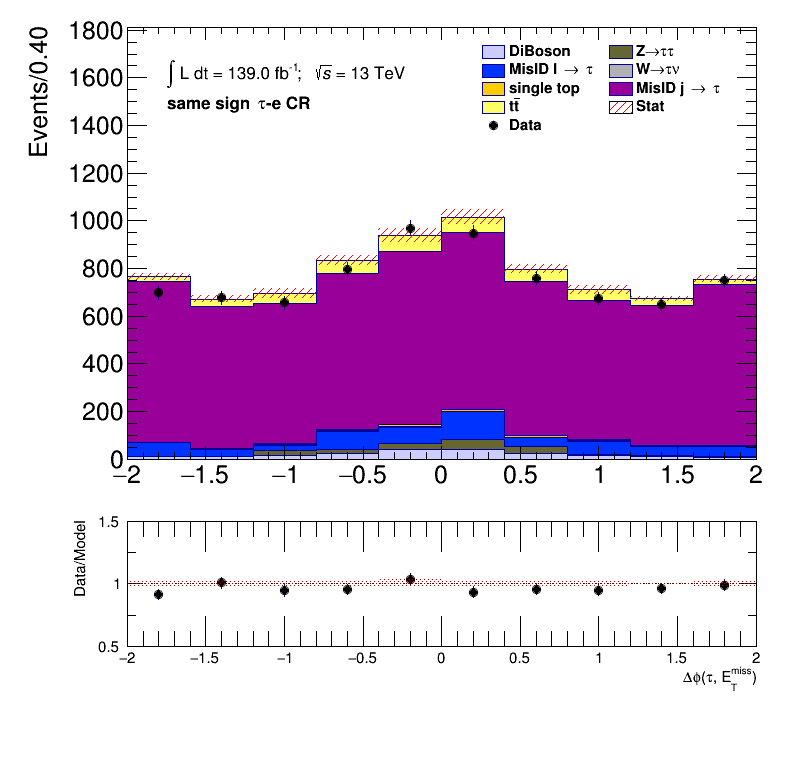 Events/0.40
1800
1600
1400
1200
1000
800
600
400
200
0
∫ L dt = 139.0 fb⁻¹; √s = 13 TeV
same sign τ-e CR
DiBoson
Z→ττ
MisID l → τ
W→τν
single top
MisID j → τ
tt̄
Stat
Data
−2 −1.5 −1 −0.5 0 0.5 1 1.5 2
Data/Model
1.5
1
0.5
−2 −1.5 −1 −0.5 0 0.5 1 1.5 2
Δϕ(τ, E_T^miss)